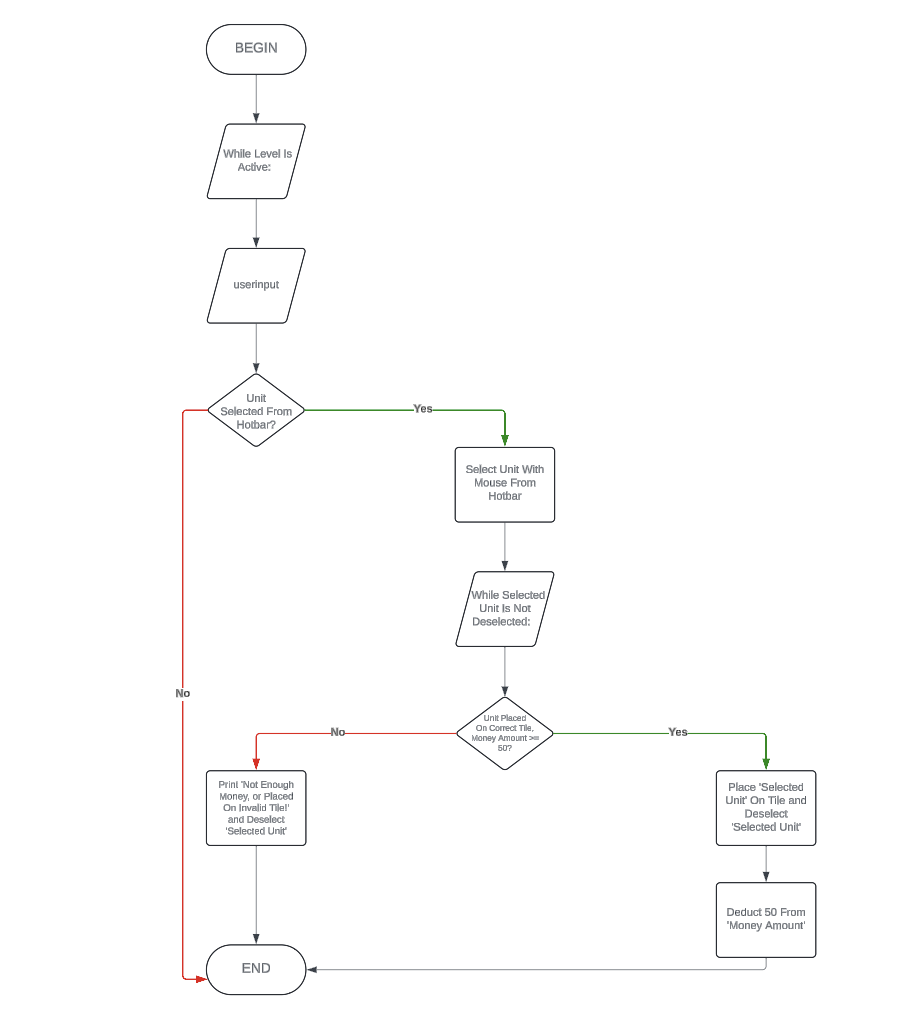 BEGIN
While Level Is
Active:
userinput
Unit
Selected From
Hotbar?
Yes
Select Unit With
Mouse From
Hotbar
While Selected
Unit Is Not
Deselected:
No
Unit Placed
On Correct Tile,
Money Amount >=
50?
No
Yes
Print 'Not Enough
Money, or Placed
On Invalid Tile!'
and Deselect
'Selected Unit'
Place 'Selected
Unit' On Tile and
Deselect
'Selected Unit'
Deduct 50 From
'Money Amount'
END